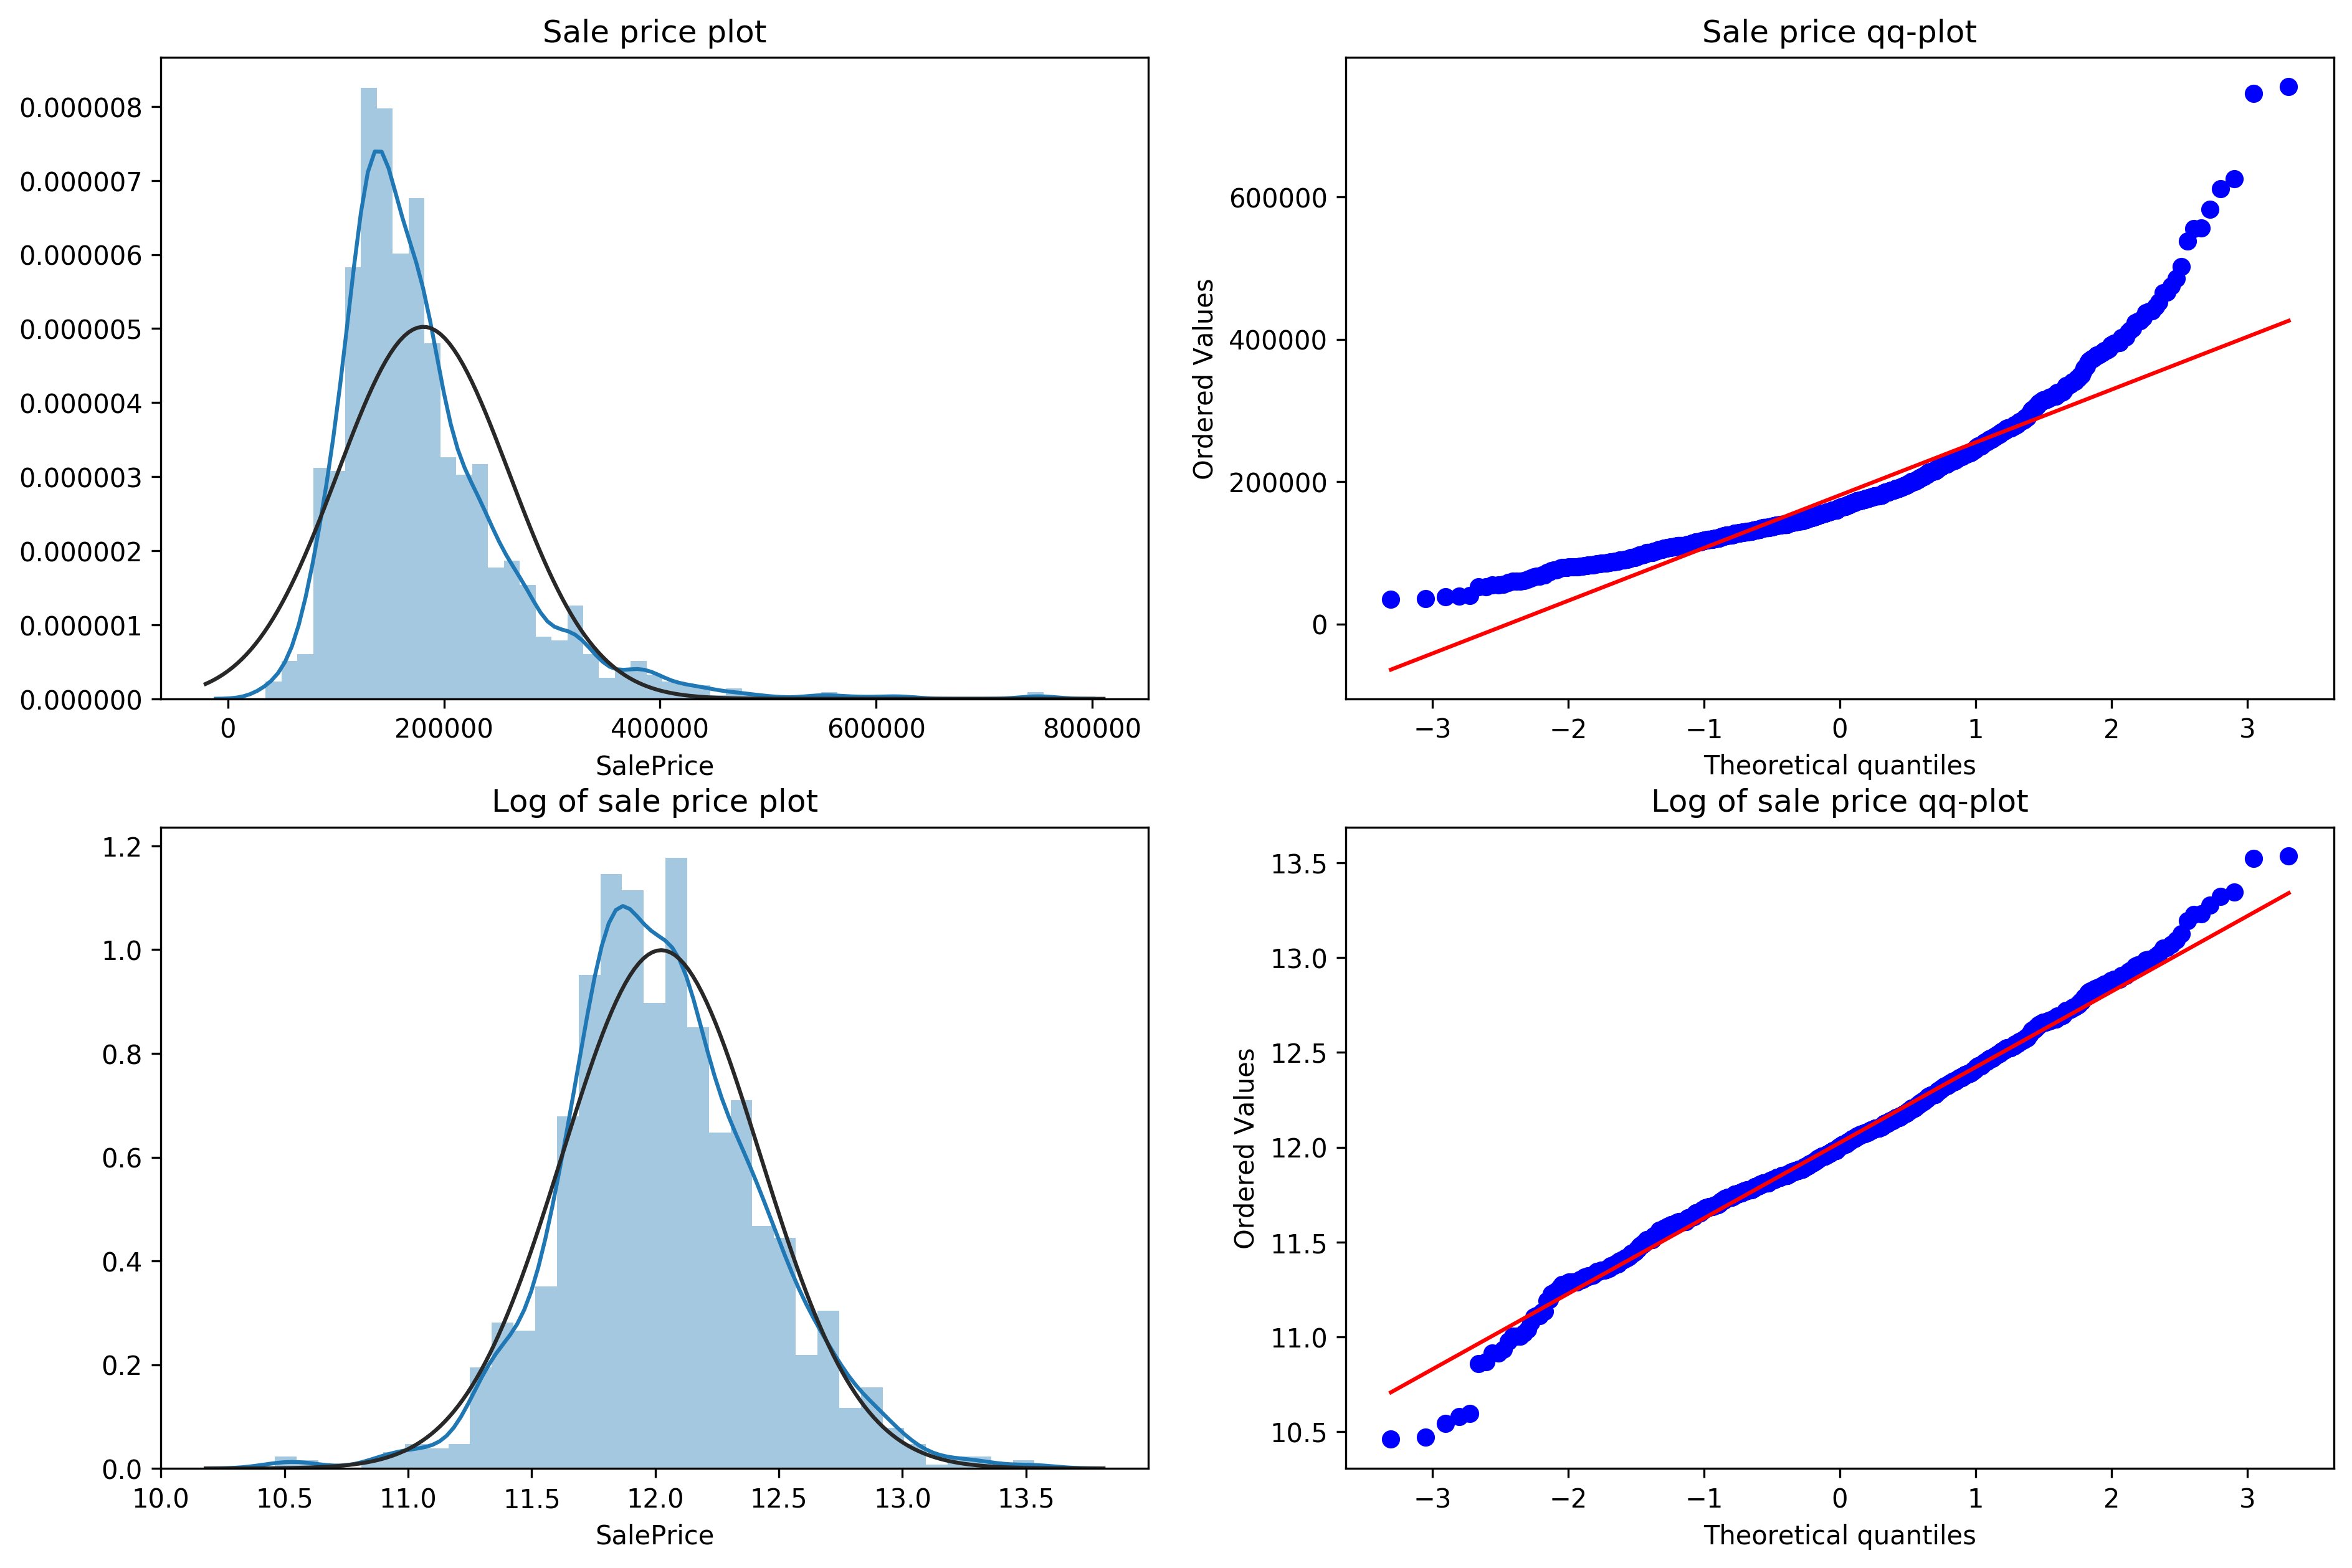 Sale price plot
0.000008
0.000007
0.000006
0.000005
0.000004
0.000003
0.000002
0.000001
0.000000
0 200000 400000 600000 800000
SalePrice
Sale price qq-plot
Ordered Values
600000
400000
200000
0
−3 −2 −1 0 1 2 3
Theoretical quantiles
Log of sale price plot
1.2
1.0
0.8
0.6
0.4
0.2
0.0
10.0 10.5 11.0 11.5 12.0 12.5 13.0 13.5
SalePrice
Log of sale price qq-plot
Ordered Values
13.5
13.0
12.5
12.0
11.5
11.0
10.5
−3 −2 −1 0 1 2 3
Theoretical quantiles